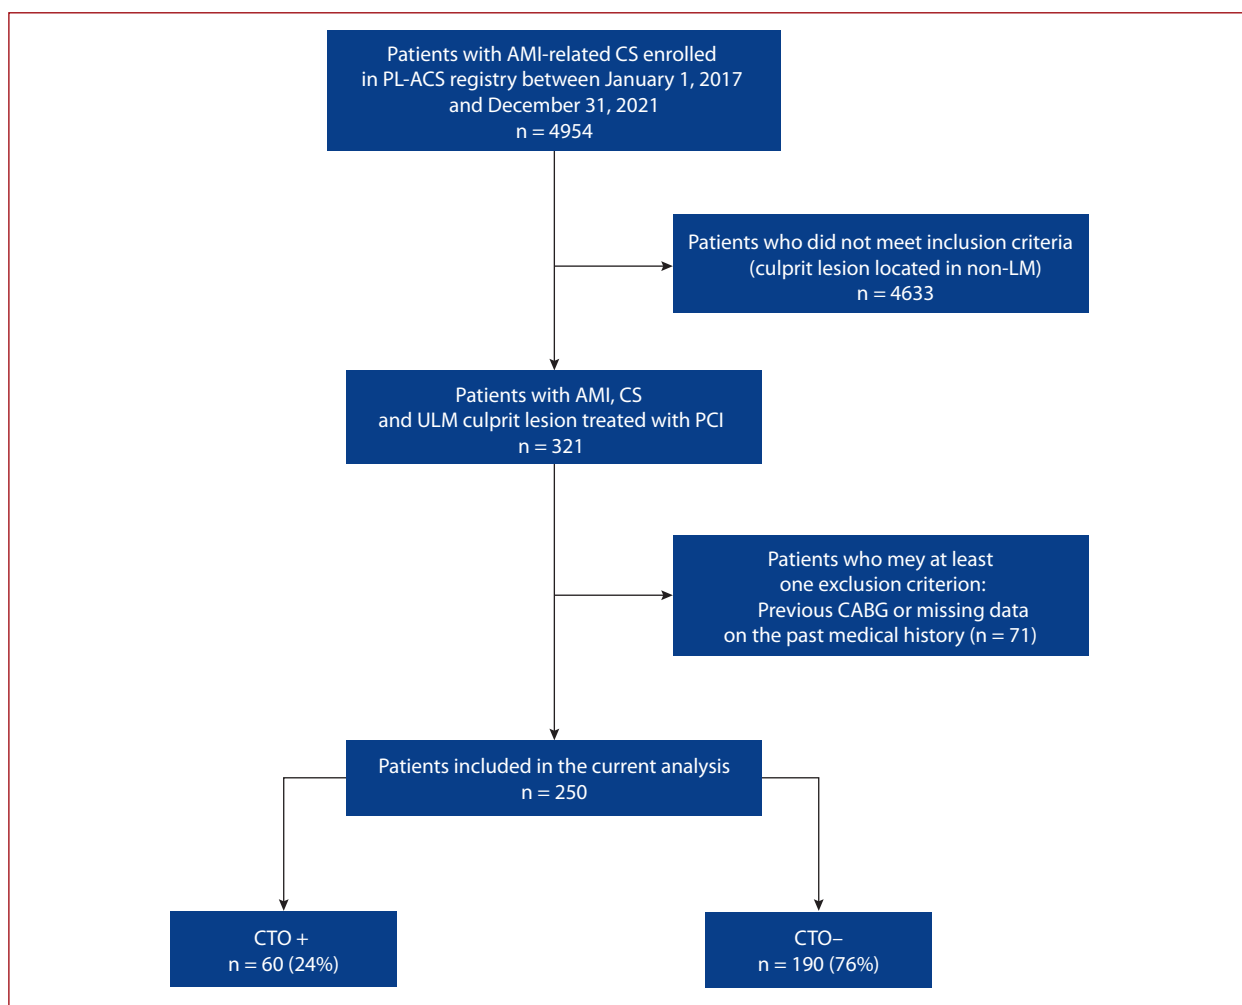 Patients with AMI-related CS enrolled
in PL-ACS registry between January 1, 2017
and December 31, 2021
n = 4954
Patients who did not meet inclusion criteria
(culprit lesion located in non-LM)
n = 4633
Patients with AMI, CS
and ULM culprit lesion treated with PCI
n = 321
Patients who mey at least
one exclusion criterion:
Previous CABG or missing data
on the past medical history (n = 71)
Patients included in the current analysis
n = 250
CTO +
n = 60 (24%)
CTO–
n = 190 (76%)